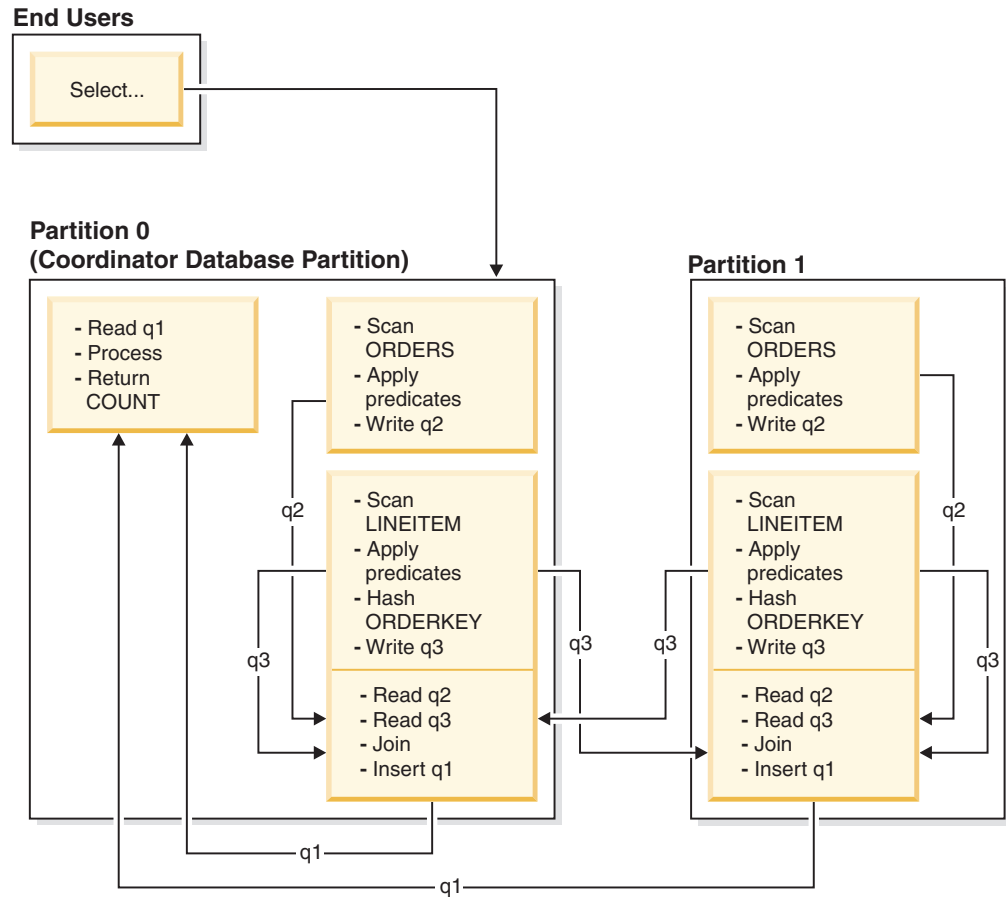 End Users
Select...
Partition 0
(Coordinator Database Partition)
- Read q1
- Process
- Return
COUNT
- Scan
ORDERS
- Apply
predicates
- Write q2
- Scan
LINEITEM
- Apply
predicates
- Hash
ORDERKEY
- Write q3
- Read q2
- Read q3
- Join
- Insert q1
q2
q3
q3
q1
Partition 1
- Scan
ORDERS
- Apply
predicates
- Write q2
- Scan
LINEITEM
- Apply
predicates
- Hash
ORDERKEY
- Write q3
- Read q2
- Read q3
- Join
- Insert q1
q2
q3
q3
q1